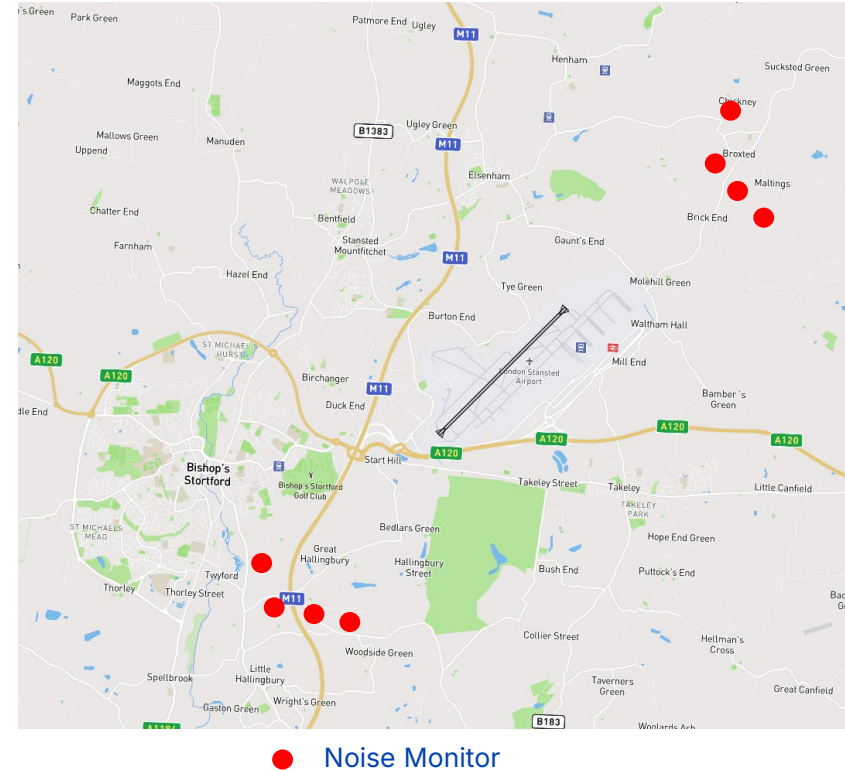 's Green
Park Green
Patmore End
Ugley
M11
Henham
Sucksted Green
Maggots End
Chickney
Mallows Green
Uppend
Manuden
B1383
Ugley Green
M11
Broxted
Elsenham
Maltings
WALPOLE
MEADOWS
Chatter End
Bentfield
Brick End
Farnham
Stansted
Mountfitchet
Gaunt's End
M11
Hazel End
Tye Green
Molehill Green
Burton End
Waltham Hall
ST MICHAEL'S
HURST
A120
A120
Birchanger
London Stansted
Airport
Mill End
M11
Duck End
Bamber's
Green
dle End
A120
A120
A120
A120
Start Hill
Bishop's
Stortford
Bishop's Stortford
Golf Club
Takeley Street
Takeley
Little Canfield
TAKELEY
PARK
ST MICHAELS
MEAD
Bedlars Green
Hope End Green
Great
Hallingbury
Hallingbury
Street
Bush End
Puttock's End
Twyford
Thorley
Thorley Street
M11
Bac
G
Collier Street
Hellman's
Cross
Woodside Green
Spellbrook
Little
Hallingbury
Taverners
Green
Great Canfield
Gaston Green
Wright's Green
B183
A1184
Woolards Ash
Noise Monitor